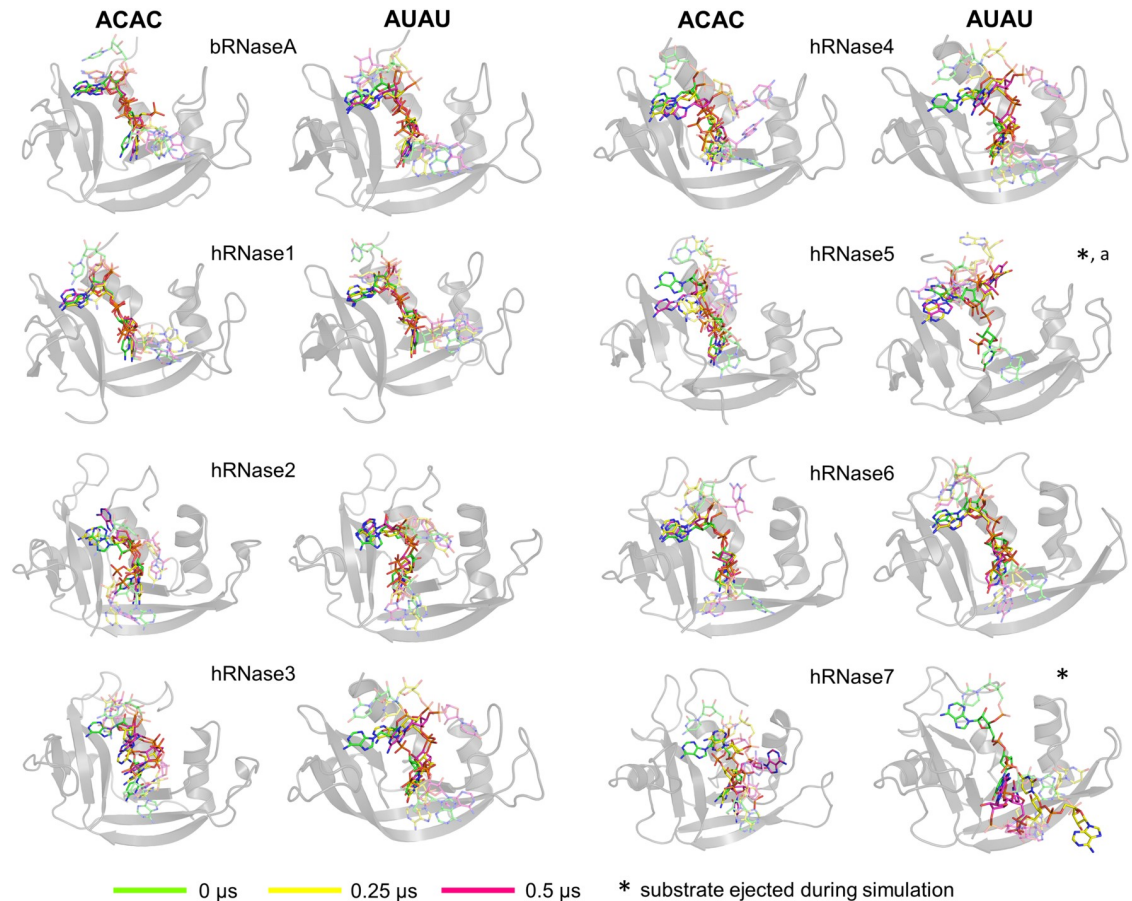 ACAC AUAU ACAC AUAU
bRNaseA hRNase4
hRNase1 hRNase5 *, a
hRNase2 hRNase6
hRNase3 hRNase7 *
0 µs 0.25 µs 0.5 µs * substrate ejected during simulation